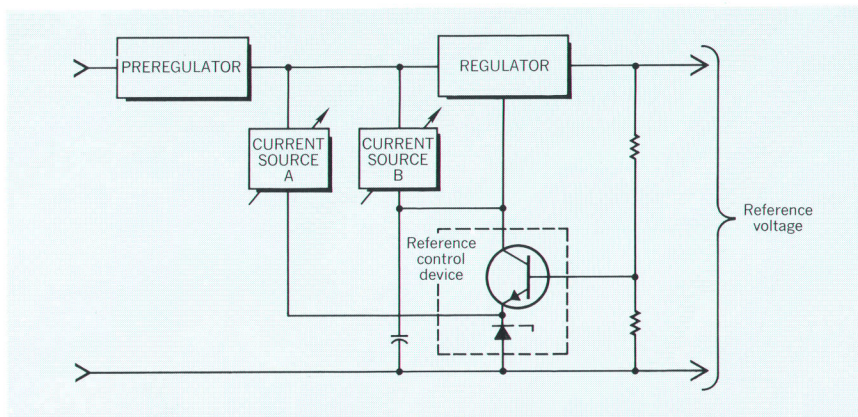 PREREGULATOR
REGULATOR
CURRENT
SOURCE
A
CURRENT
SOURCE
B
Reference
control
device
Reference
voltage